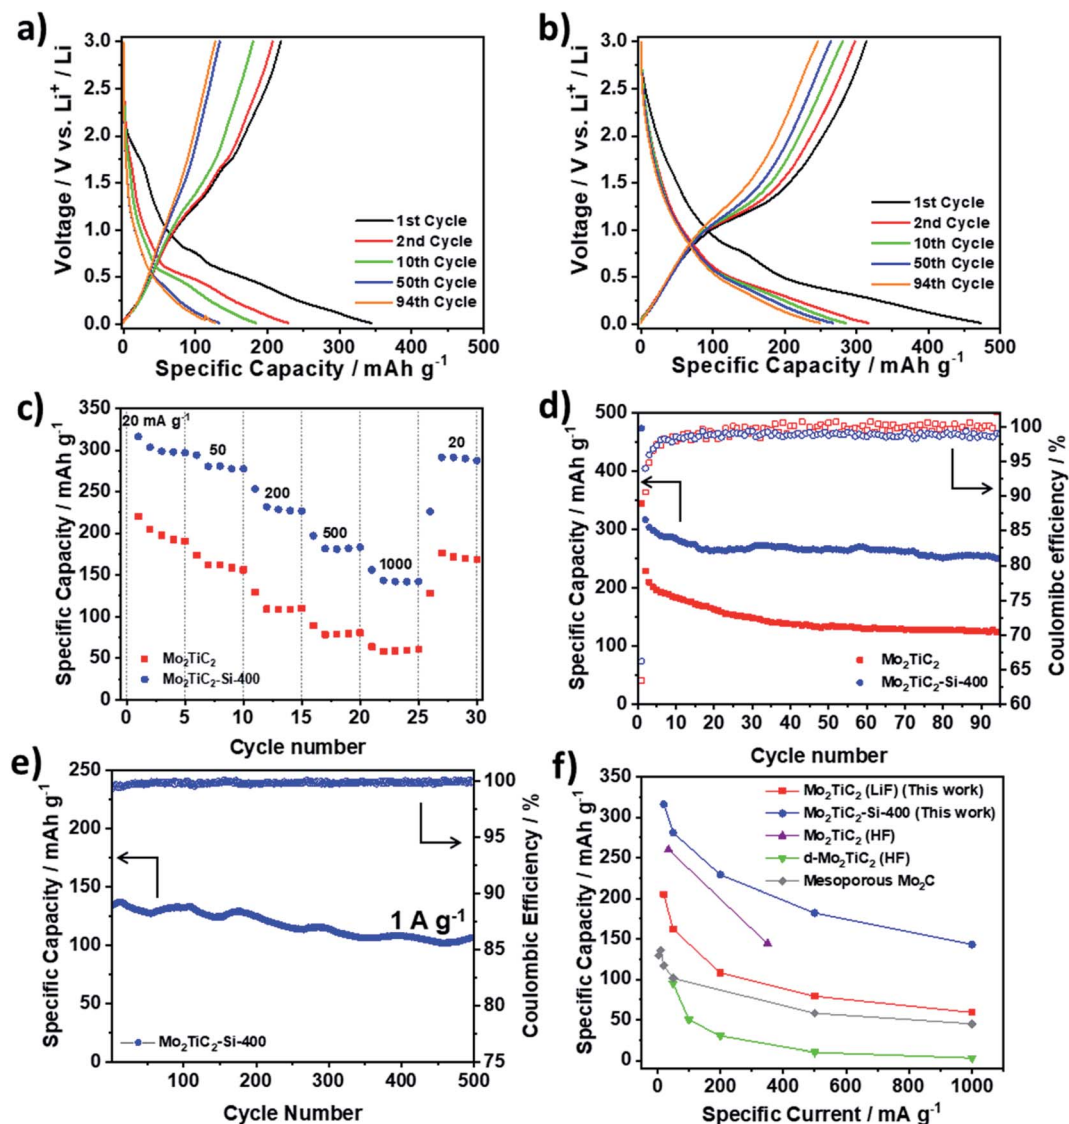 a)
Voltage / V vs. Li+ / Li
3.0
2.5
2.0
1.5
1.0
0.5
0.0
1st Cycle
2nd Cycle
10th Cycle
50th Cycle
94th Cycle
0 100 200 300 400 500
Specific Capacity / mAh g-1
b)
Voltage / V vs. Li+ / Li
3.0
2.5
2.0
1.5
1.0
0.5
0.0
1st Cycle
2nd Cycle
10th Cycle
50th Cycle
94th Cycle
0 100 200 300 400 500
Specific Capacity / mAh g-1
c)
Specific Capacity / mAh g-1
350
300
250
200
150
100
50
0
20 mA g-1
50
200
500
1000
20
Mo2TiC2
Mo2TiC2-Si-400
0 5 10 15 20 25 30
Cycle number
d)
Specific Capacity / mAh g-1
500
400
300
200
100
0
100
95
90
85
80
75
70
65
60
Coulomibc efficiency / %
Mo2TiC2
Mo2TiC2-Si-400
0 10 20 30 40 50 60 70 80 90
Cycle number
e)
Specific Capacity / mAh g-1
250
225
200
175
150
125
100
75
50
25
0
100
95
90
85
80
75
Coulombic Efficiency / %
1 A g-1
Mo2TiC2-Si-400
100 200 300 400 500
Cycle Number
f)
Specific Capacity / mAh g-1
350
300
250
200
150
100
50
0
Mo2TiC2 (LiF) (This work)
Mo2TiC2-Si-400 (This work)
Mo2TiC2 (HF)
d-Mo2TiC2 (HF)
Mesoporous Mo2C
0 200 400 600 800 1000
Specific Current / mA g-1